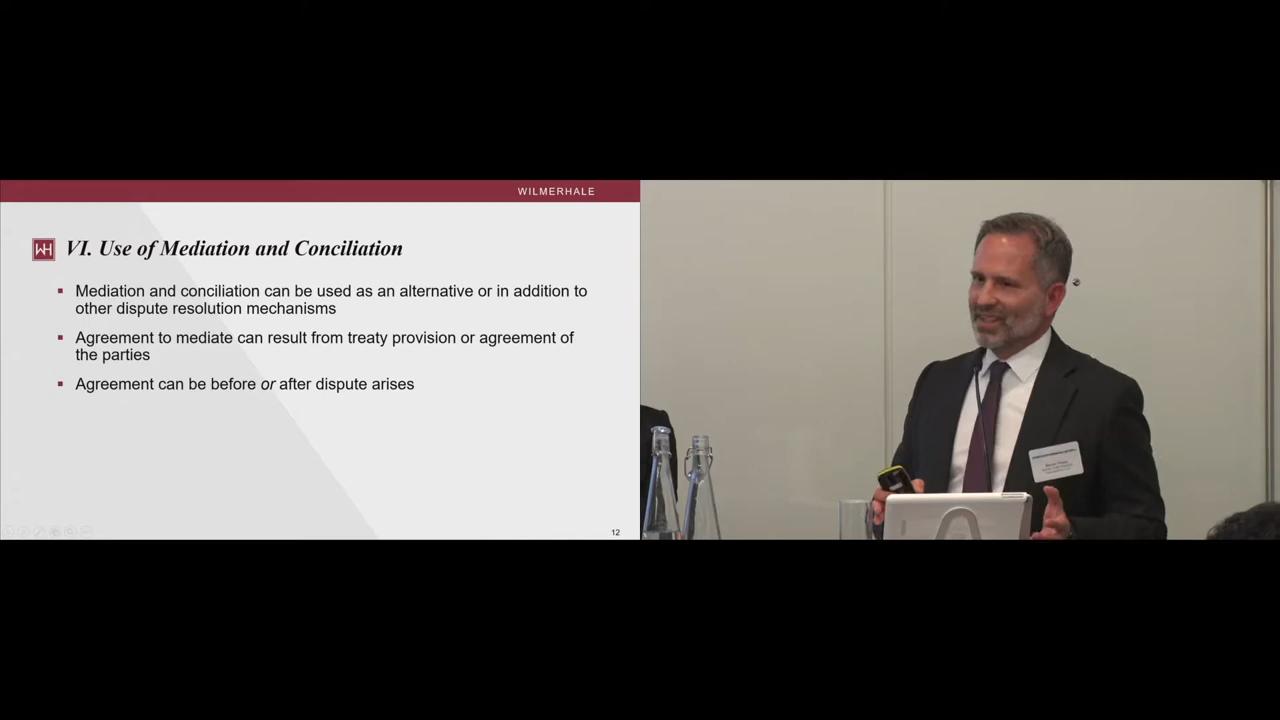 WILMERHALE
WH
VI. Use of Mediation and Conciliation
Mediation and conciliation can be used as an alternative or in addition to
other dispute resolution mechanisms
Agreement to mediate can result from treaty provision or agreement of
the parties
Agreement can be before or after dispute arises
12